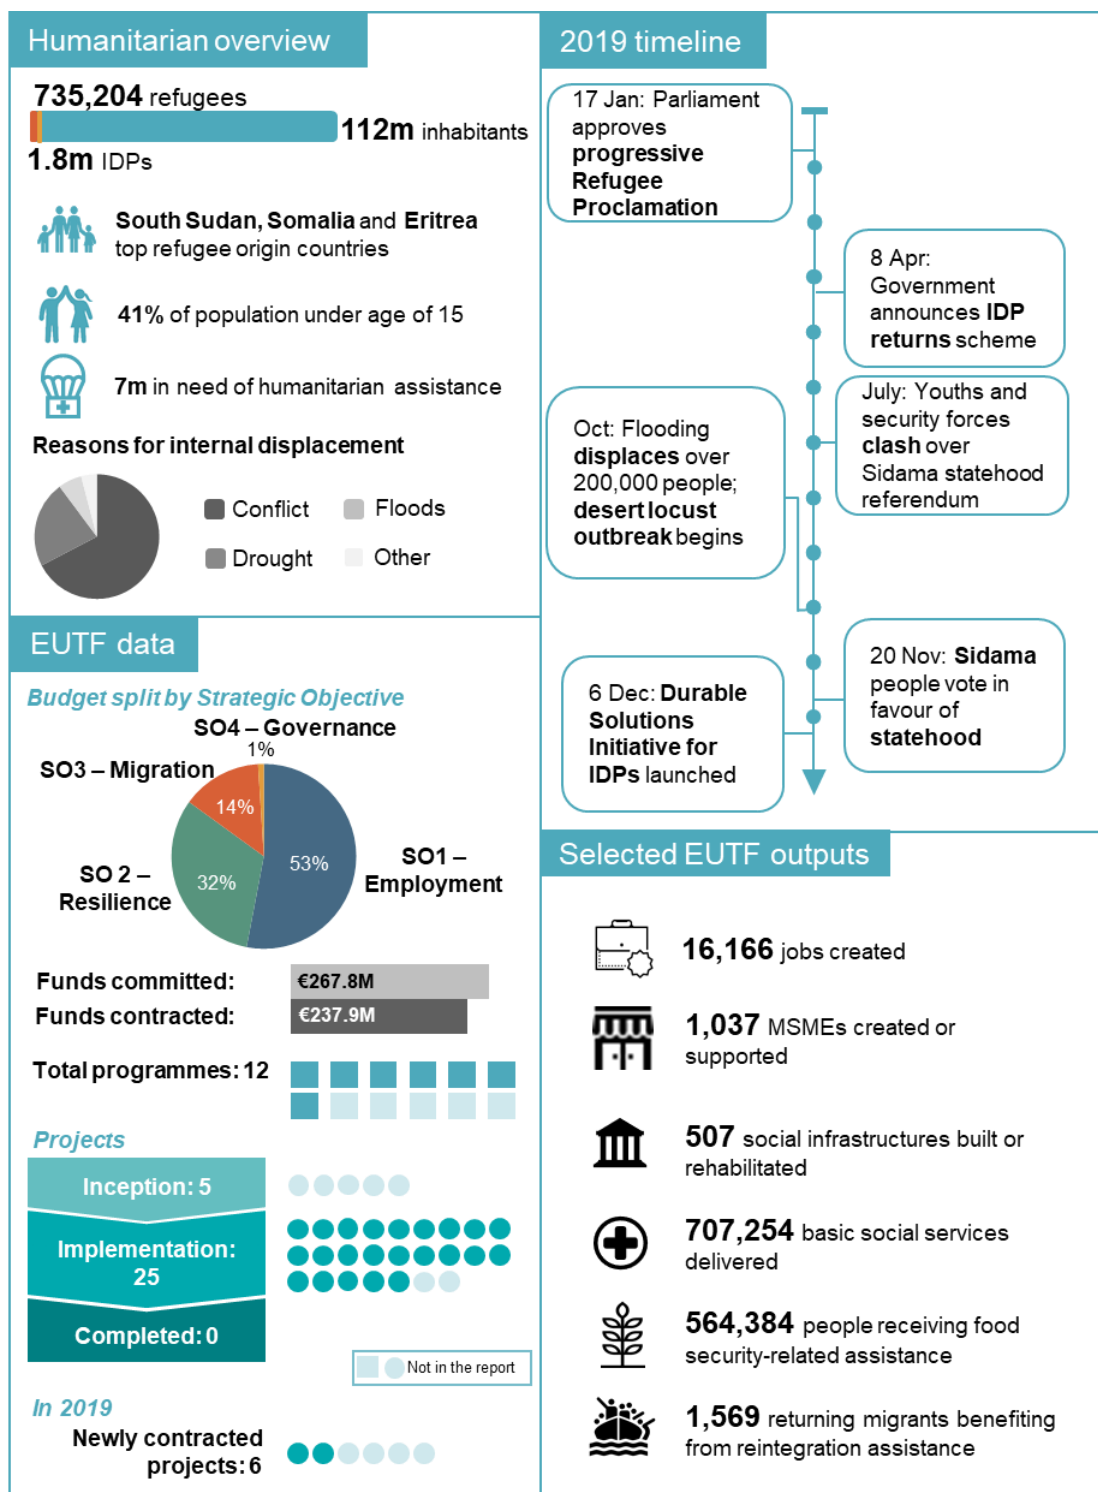 Humanitarian overview
735,204 refugees
112m inhabitants
1.8m IDPs
South Sudan, Somalia and Eritrea
top refugee origin countries
41% of population under age of 15
7m in need of humanitarian assistance
Reasons for internal displacement
Conflict
Floods
Drought
Other
EUTF data
Budget split by Strategic Objective
SO4 – Governance
1%
SO3 – Migration
14%
SO1 –
Employment
53%
SO 2 –
Resilience
32%
Funds committed:
€267.8M
Funds contracted:
€237.9M
Total programmes: 12
Projects
Inception: 5
Implementation:
25
Completed: 0
Not in the report
In 2019
Newly contracted
projects: 6
2019 timeline
17 Jan: Parliament
approves
progressive
Refugee
Proclamation
8 Apr:
Government
announces IDP
returns scheme
July: Youths and
security forces
clash over
Sidama statehood
referendum
Oct: Flooding
displaces over
200,000 people;
desert locust
outbreak begins
20 Nov: Sidama
people vote in
favour of
statehood
6 Dec: Durable
Solutions
Initiative for
IDPs launched
Selected EUTF outputs
16,166 jobs created
1,037 MSMEs created or
supported
507 social infrastructures built or
rehabilitated
707,254 basic social services
delivered
564,384 people receiving food
security-related assistance
1,569 returning migrants benefiting
from reintegration assistance